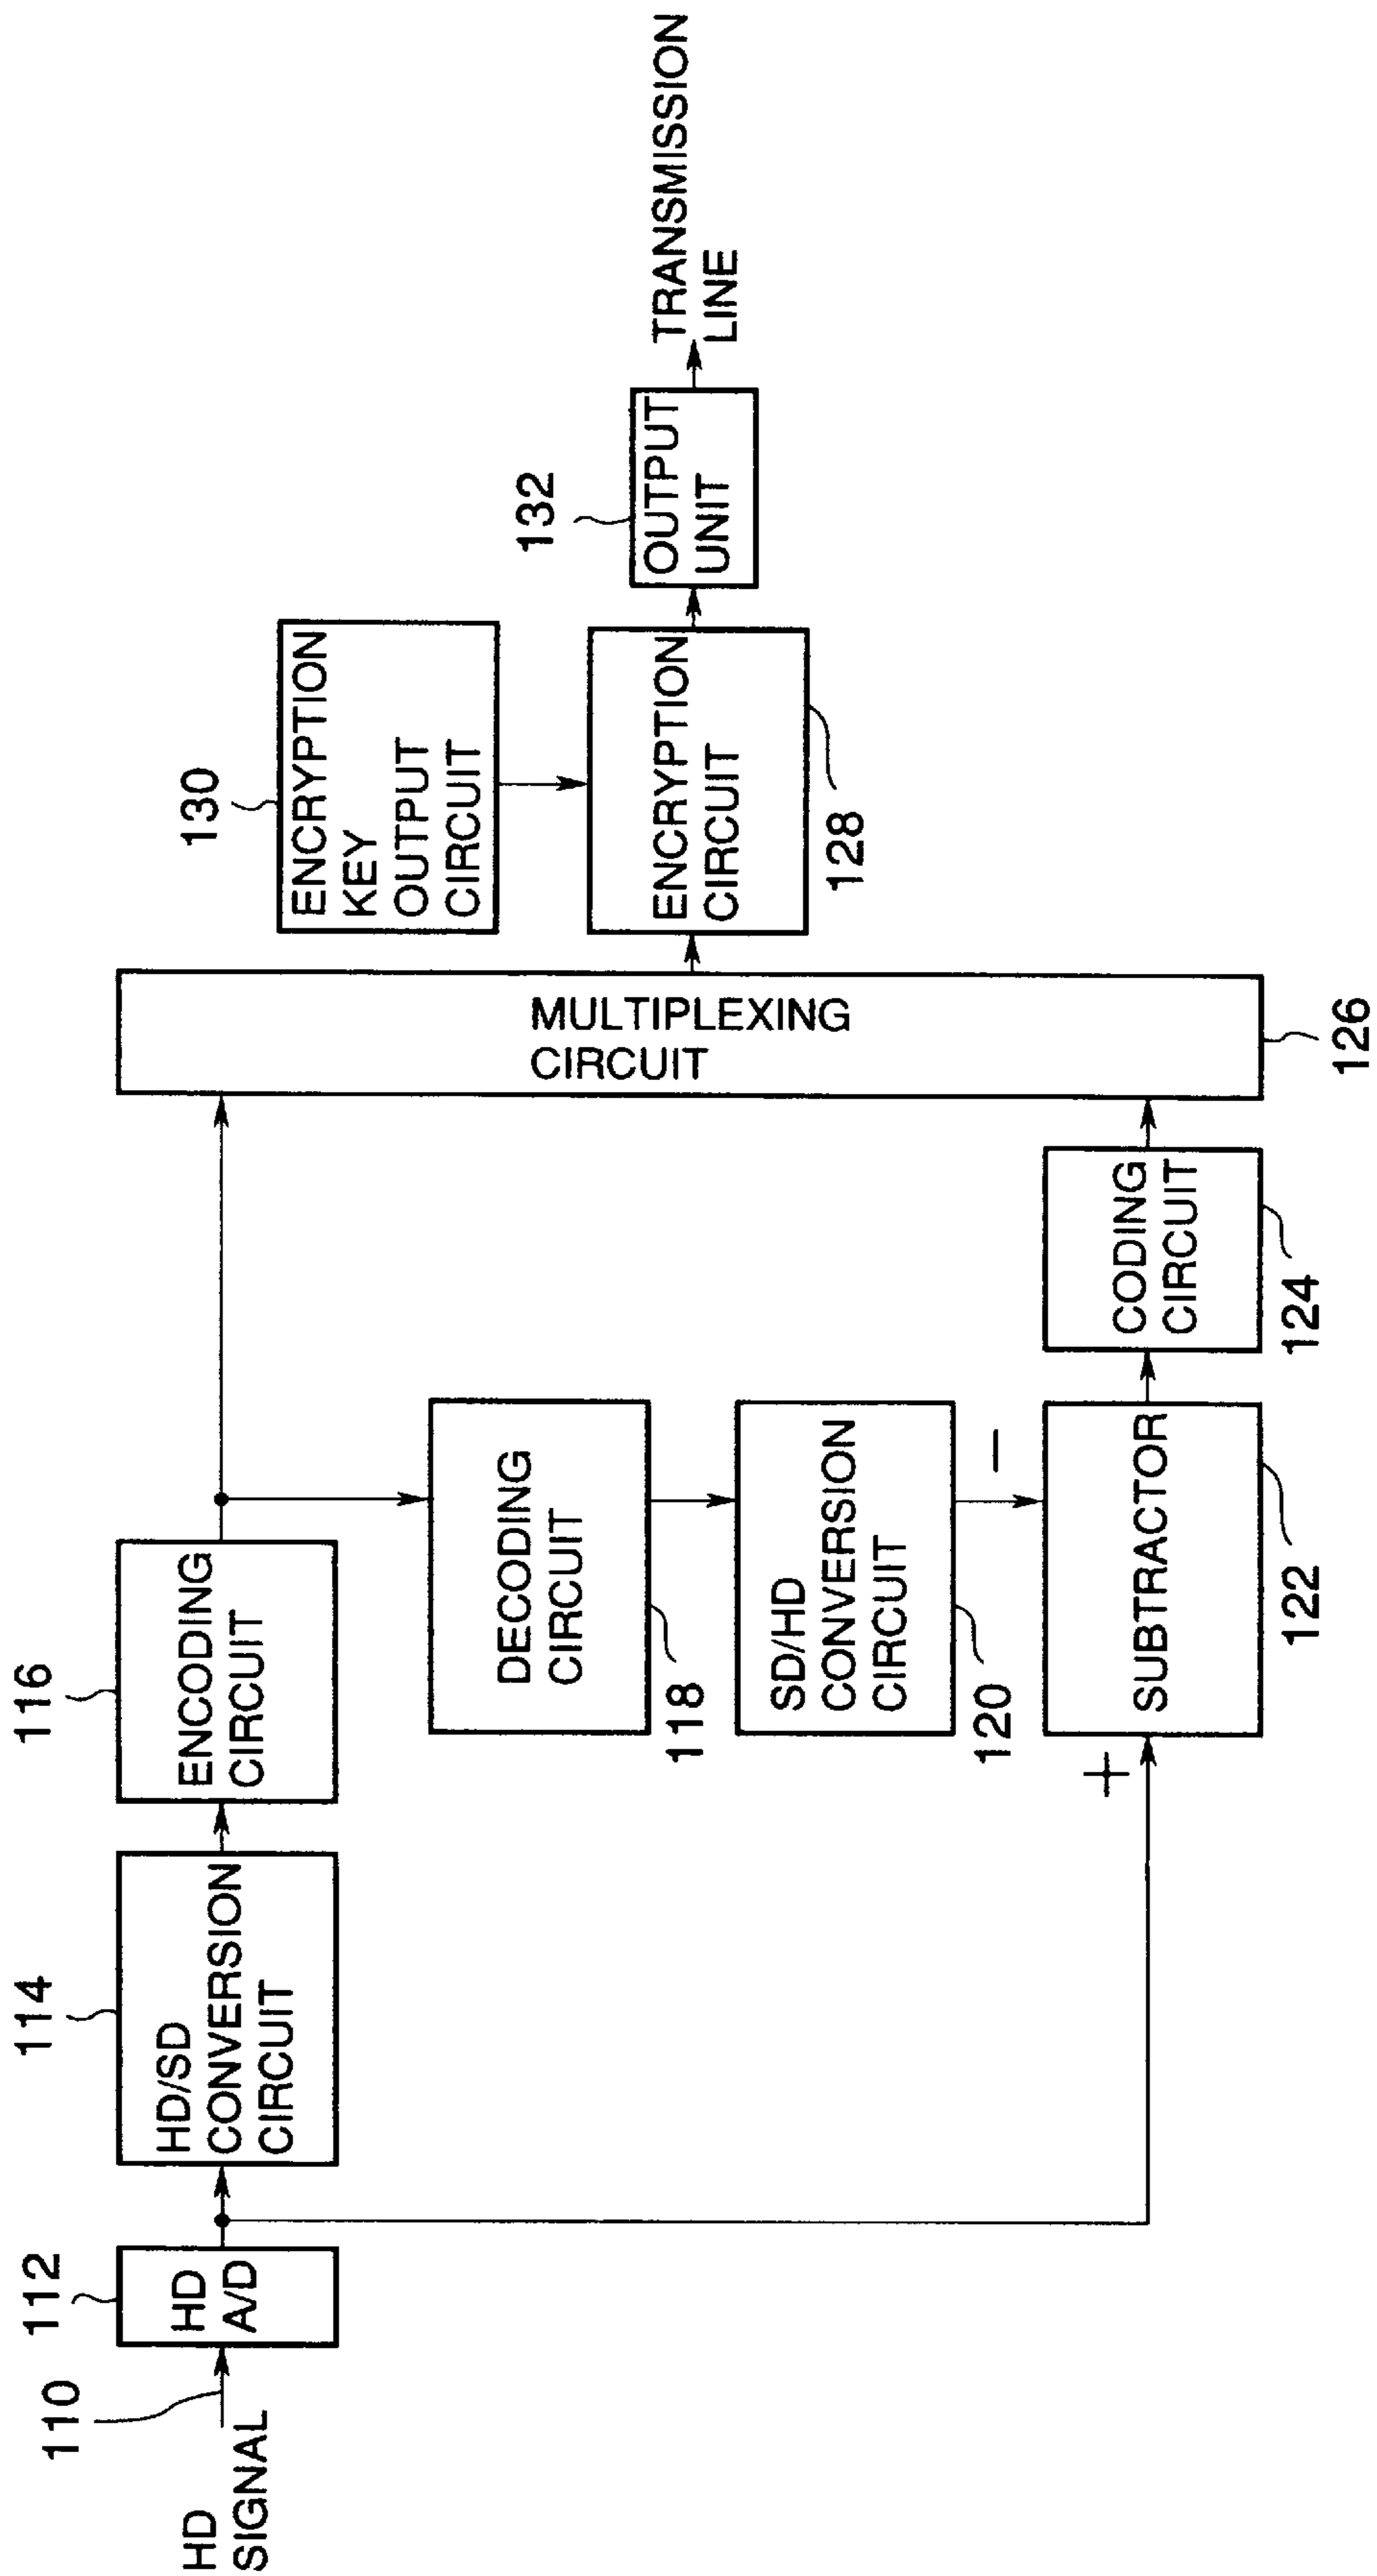 HD
SIGNAL
110
112
HD
A/D
114
HD/SD
CONVERSION
CIRCUIT
116
ENCODING
CIRCUIT
DECODING
CIRCUIT
118
SD/HD
CONVERSION
CIRCUIT
120
−
+
SUBTRACTOR
122
CODING
CIRCUIT
124
MULTIPLEXING
CIRCUIT
126
130
ENCRYPTION
KEY
OUTPUT
CIRCUIT
ENCRYPTION
CIRCUIT
128
132
OUTPUT
UNIT
TRANSMISSION
LINE